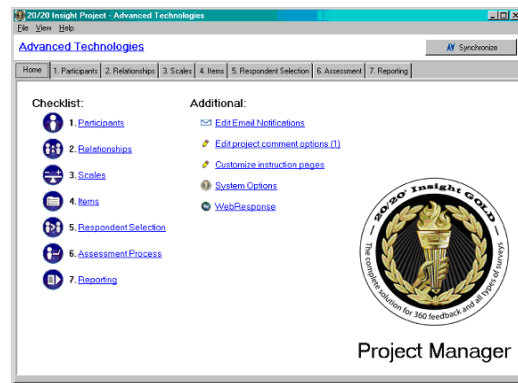 20/20 Insight Project - Advanced Technologies
File View Help
Advanced Technologies
Synchronize
Home 1. Participants 2. Relationships 3. Scales 4. Items 5. Respondent Selection 6. Assessment 7. Reporting
Checklist:
1. Participants
2. Relationships
3. Scales
4. Items
5. Respondent Selection
6. Assessment Process
7. Reporting
Additional:
Edit Email Notifications
Edit project comment options (1)
Customize instruction pages
System Options
WebResponse
20/20® Insight GOLD
The complete solution for 360 feedback and all types of surveys
Project Manager